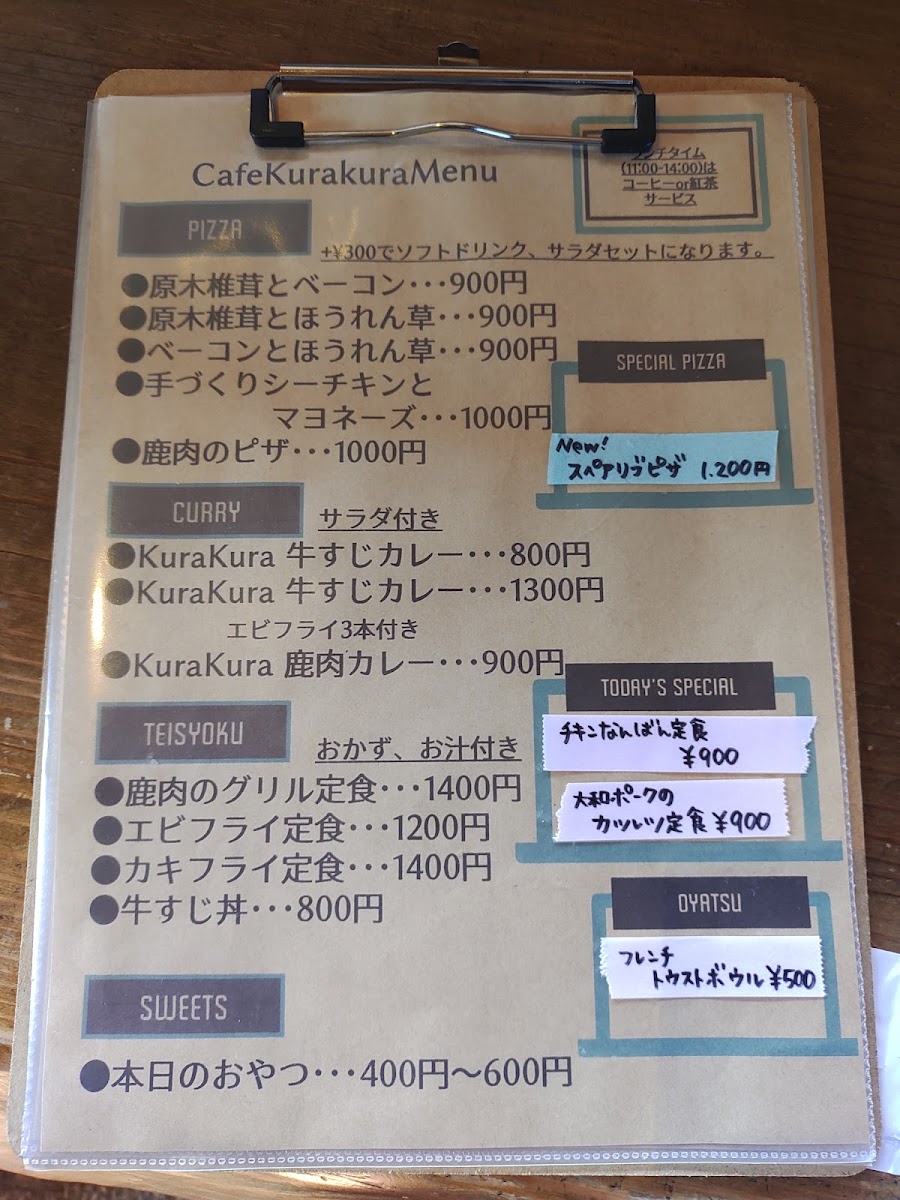 CafeKurakuraMenu
ランチタイム
(11:00-14:00)は
コーヒーor紅茶
サービス
PIZZA
+¥300でソフトドリンク、サラダセットになります。
●原木椎茸とベーコン･･･900円
●原木椎茸とほうれん草･･･900円
●ベーコンとほうれん草･･･900円
●手づくりシーチキンと
マヨネーズ･･･1000円
●鹿肉のピザ･･･1000円
SPECIAL PIZZA
New!
スペアリブピザ 1.200円
CURRY
サラダ付き
●KuraKura 牛すじカレー･･･800円
●KuraKura 牛すじカレー･･･1300円
エビフライ3本付き
●KuraKura 鹿肉カレー･･･900円
TODAY'S SPECIAL
チキンなんばん定食
¥900
大和ポークの
カツレツ定食 ¥900
TEISYOKU
おかず、お汁付き
●鹿肉のグリル定食･･･1400円
●エビフライ定食･･･1200円
●カキフライ定食･･･1400円
●牛すじ丼･･･800円
OYATSU
フレンチ
トウストボウル ¥500
SWEETS
●本日のおやつ･･･400円～600円